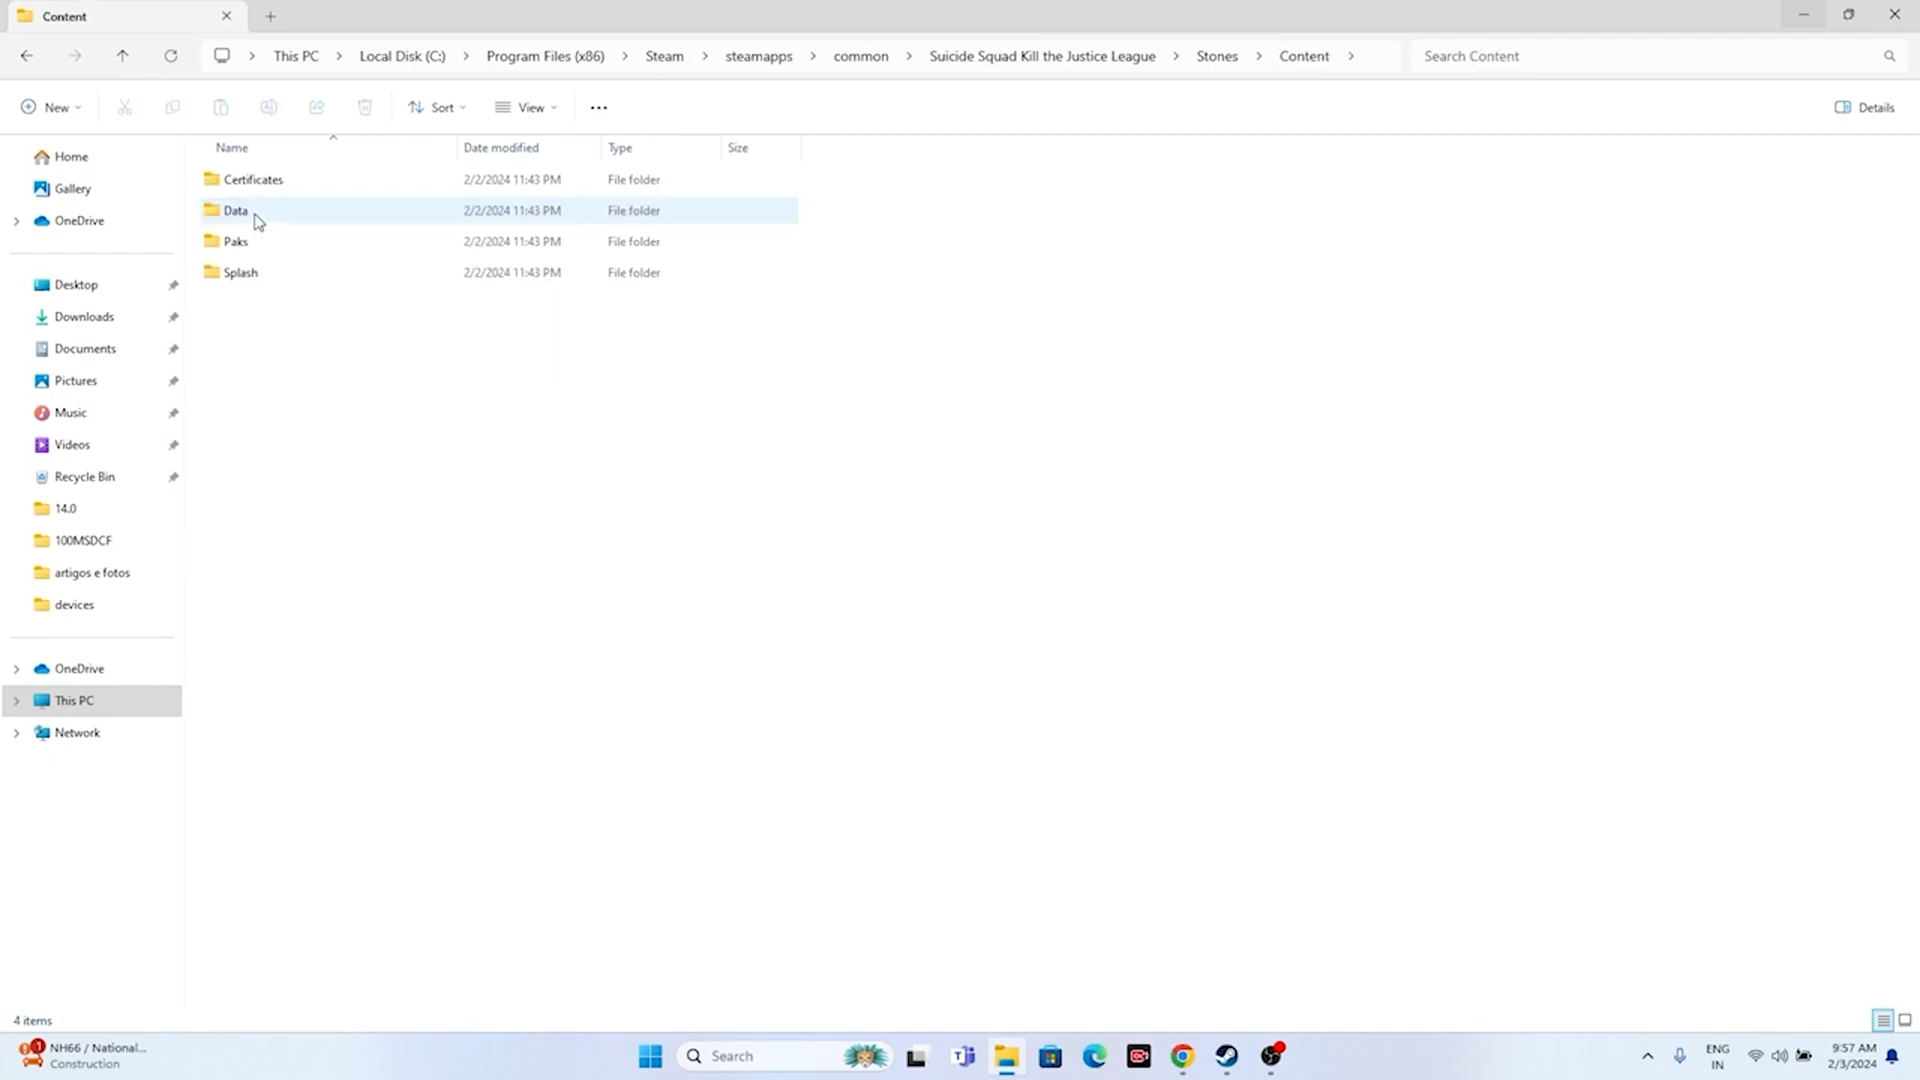 Content
This PC
Local Disk (C:)
Program Files (x86)
Steam
steamapps
common
Suicide Squad Kill the Justice League
Stones
Content
Search Content
New
Sort
View
Details
Name
Date modified
Type
Size
Certificates 2/2/2024 11:43 PM File folder
Data 2/2/2024 11:43 PM File folder
Paks 2/2/2024 11:43 PM File folder
Splash 2/2/2024 11:43 PM File folder
Home
Gallery
OneDrive
Desktop
Downloads
Documents
Pictures
Music
Videos
Recycle Bin
14.0
100MSDCF
artigos e fotos
devices
OneDrive
This PC
Network
4 items
1
NH66 / National...
Construction
Search
ENG
IN
9:57 AM
2/3/2024